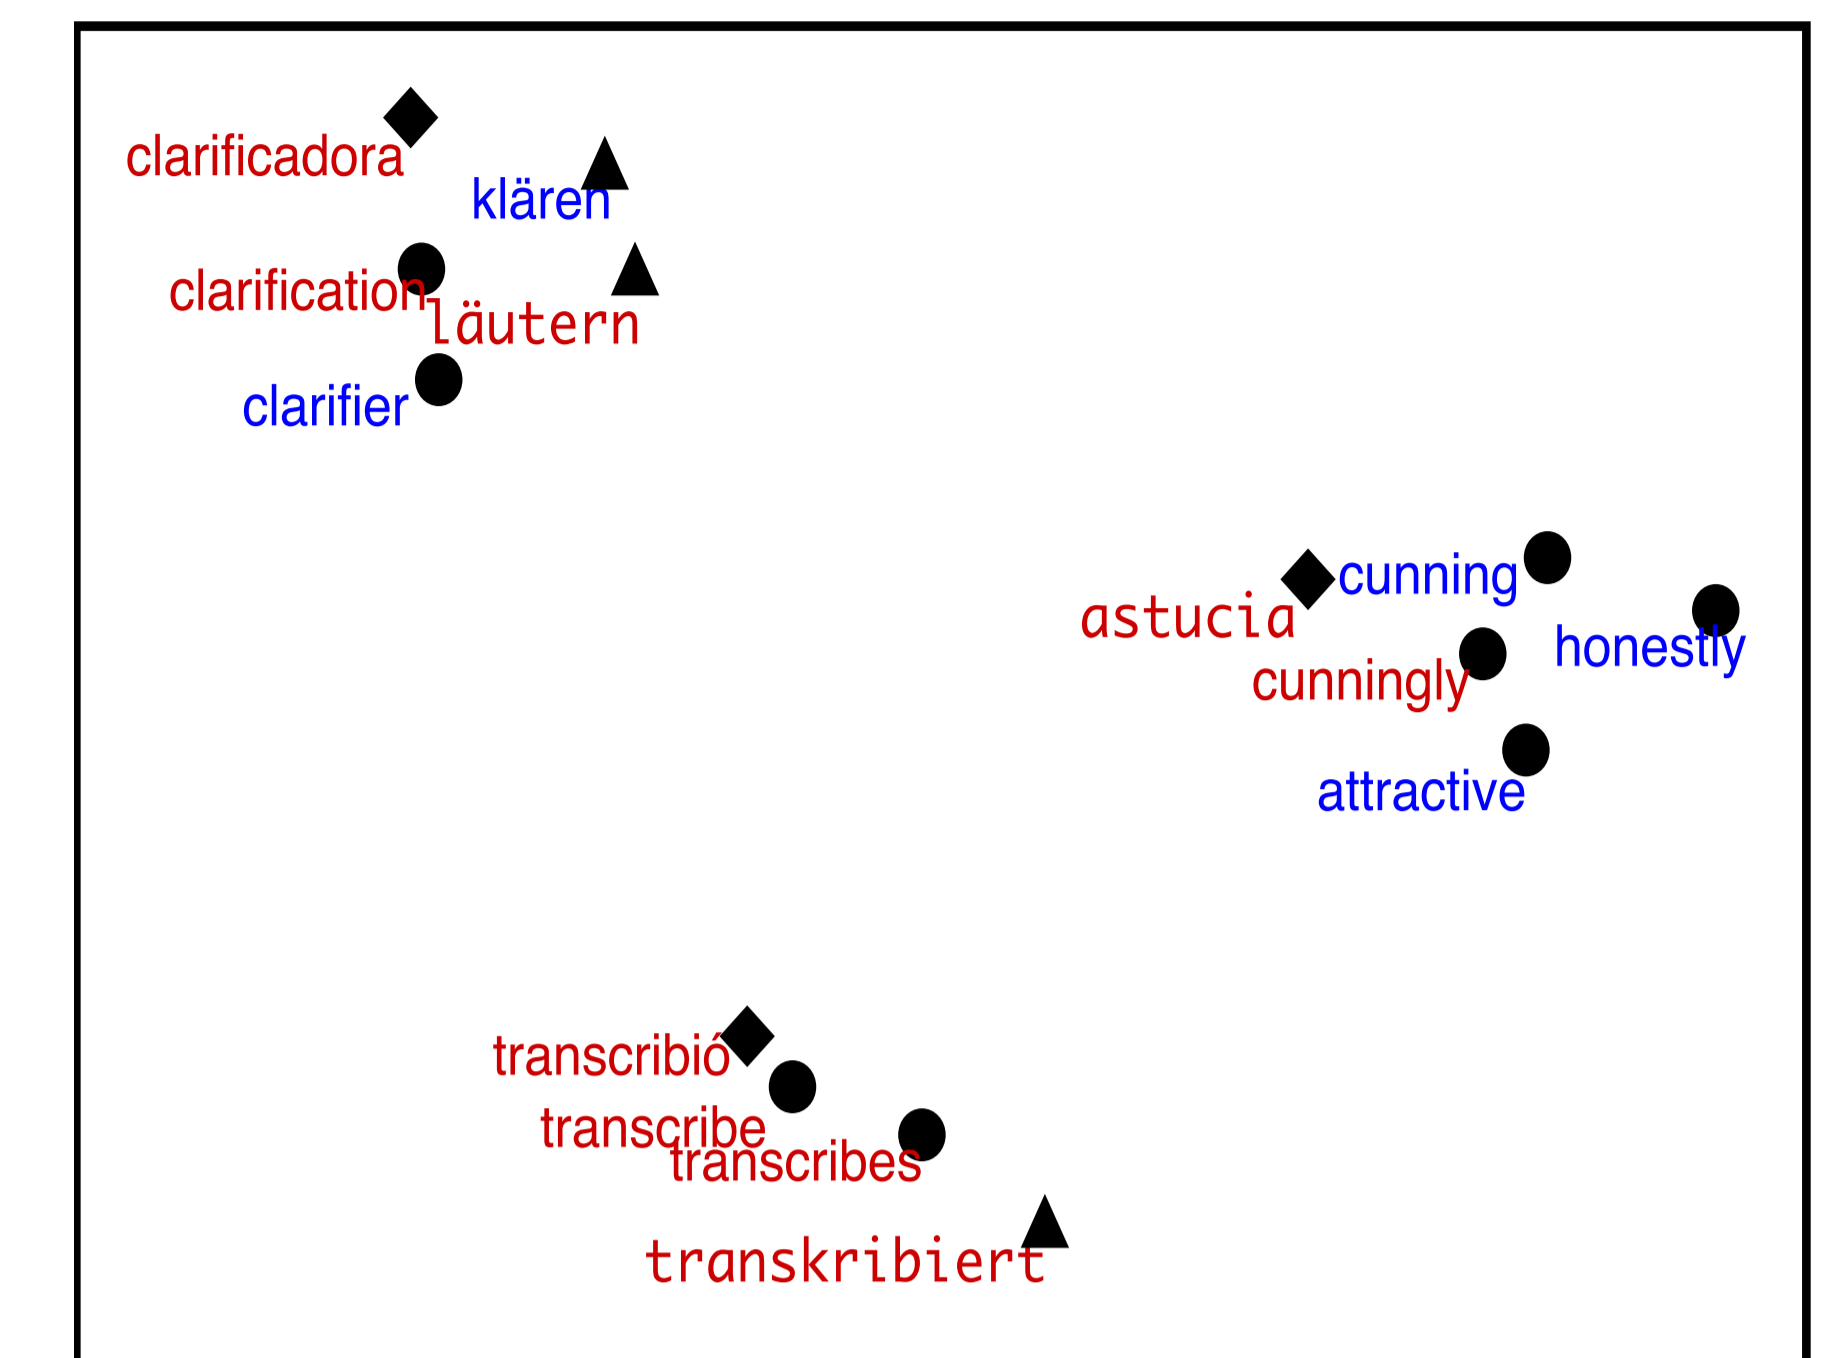 clarificadora
klären
clarification
läutern
clarifier
cunning
astucia
honestly
cunningly
attractive
transcribió
transcribe
transcribes
transkribiert